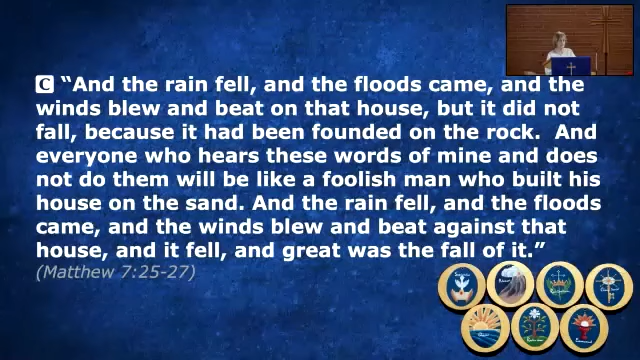 C “And the rain fell, and the floods came, and the
winds blew and beat on that house, but it did not
fall, because it had been founded on the rock.  And
everyone who hears these words of mine and does
not do them will be like a foolish man who built his
house on the sand. And the rain fell, and the floods
came, and the winds blew and beat against that
house, and it fell, and great was the fall of it.”
(Matthew 7:25-27)